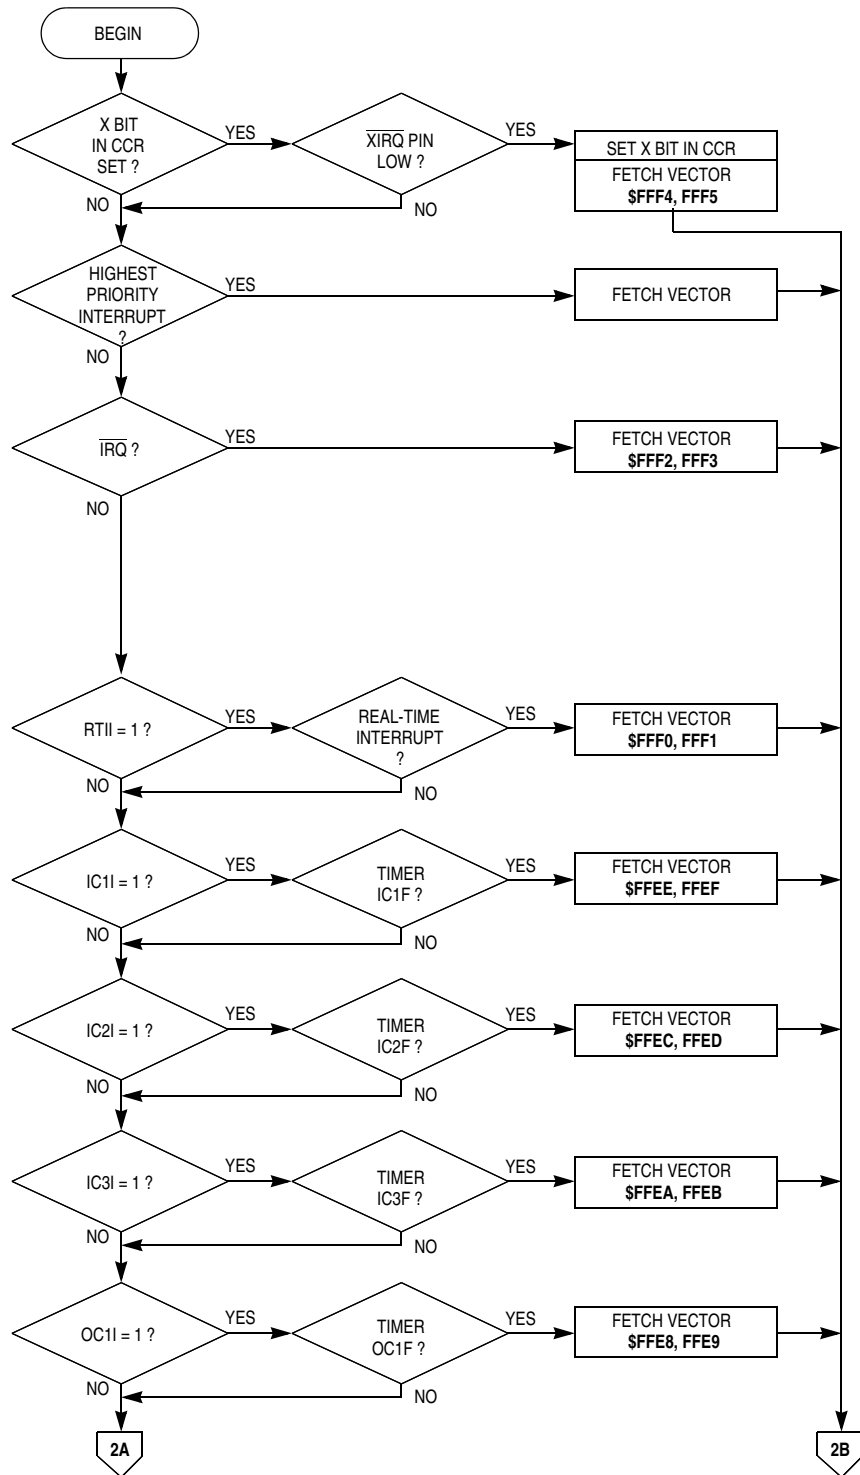 BEGIN
X BIT
IN CCR
SET ?
YES
XIRQ PIN
LOW ?
YES
SET X BIT IN CCR
FETCH VECTOR
$FFF4, FFF5
NO
NO
HIGHEST
PRIORITY
INTERRUPT
?
YES
FETCH VECTOR
NO
IRQ ?
YES
FETCH VECTOR
$FFF2, FFF3
NO
RTII = 1 ?
YES
REAL-TIME
INTERRUPT
?
YES
FETCH VECTOR
$FFF0, FFF1
NO
NO
IC1I = 1 ?
YES
TIMER
IC1F ?
YES
FETCH VECTOR
$FFEE, FFEF
NO
NO
IC2I = 1 ?
YES
TIMER
IC2F ?
YES
FETCH VECTOR
$FFEC, FFED
NO
NO
IC3I = 1 ?
YES
TIMER
IC3F ?
YES
FETCH VECTOR
$FFEA, FFEB
NO
NO
OC1I = 1 ?
YES
TIMER
OC1F ?
YES
FETCH VECTOR
$FFE8, FFE9
NO
NO
2A
2B